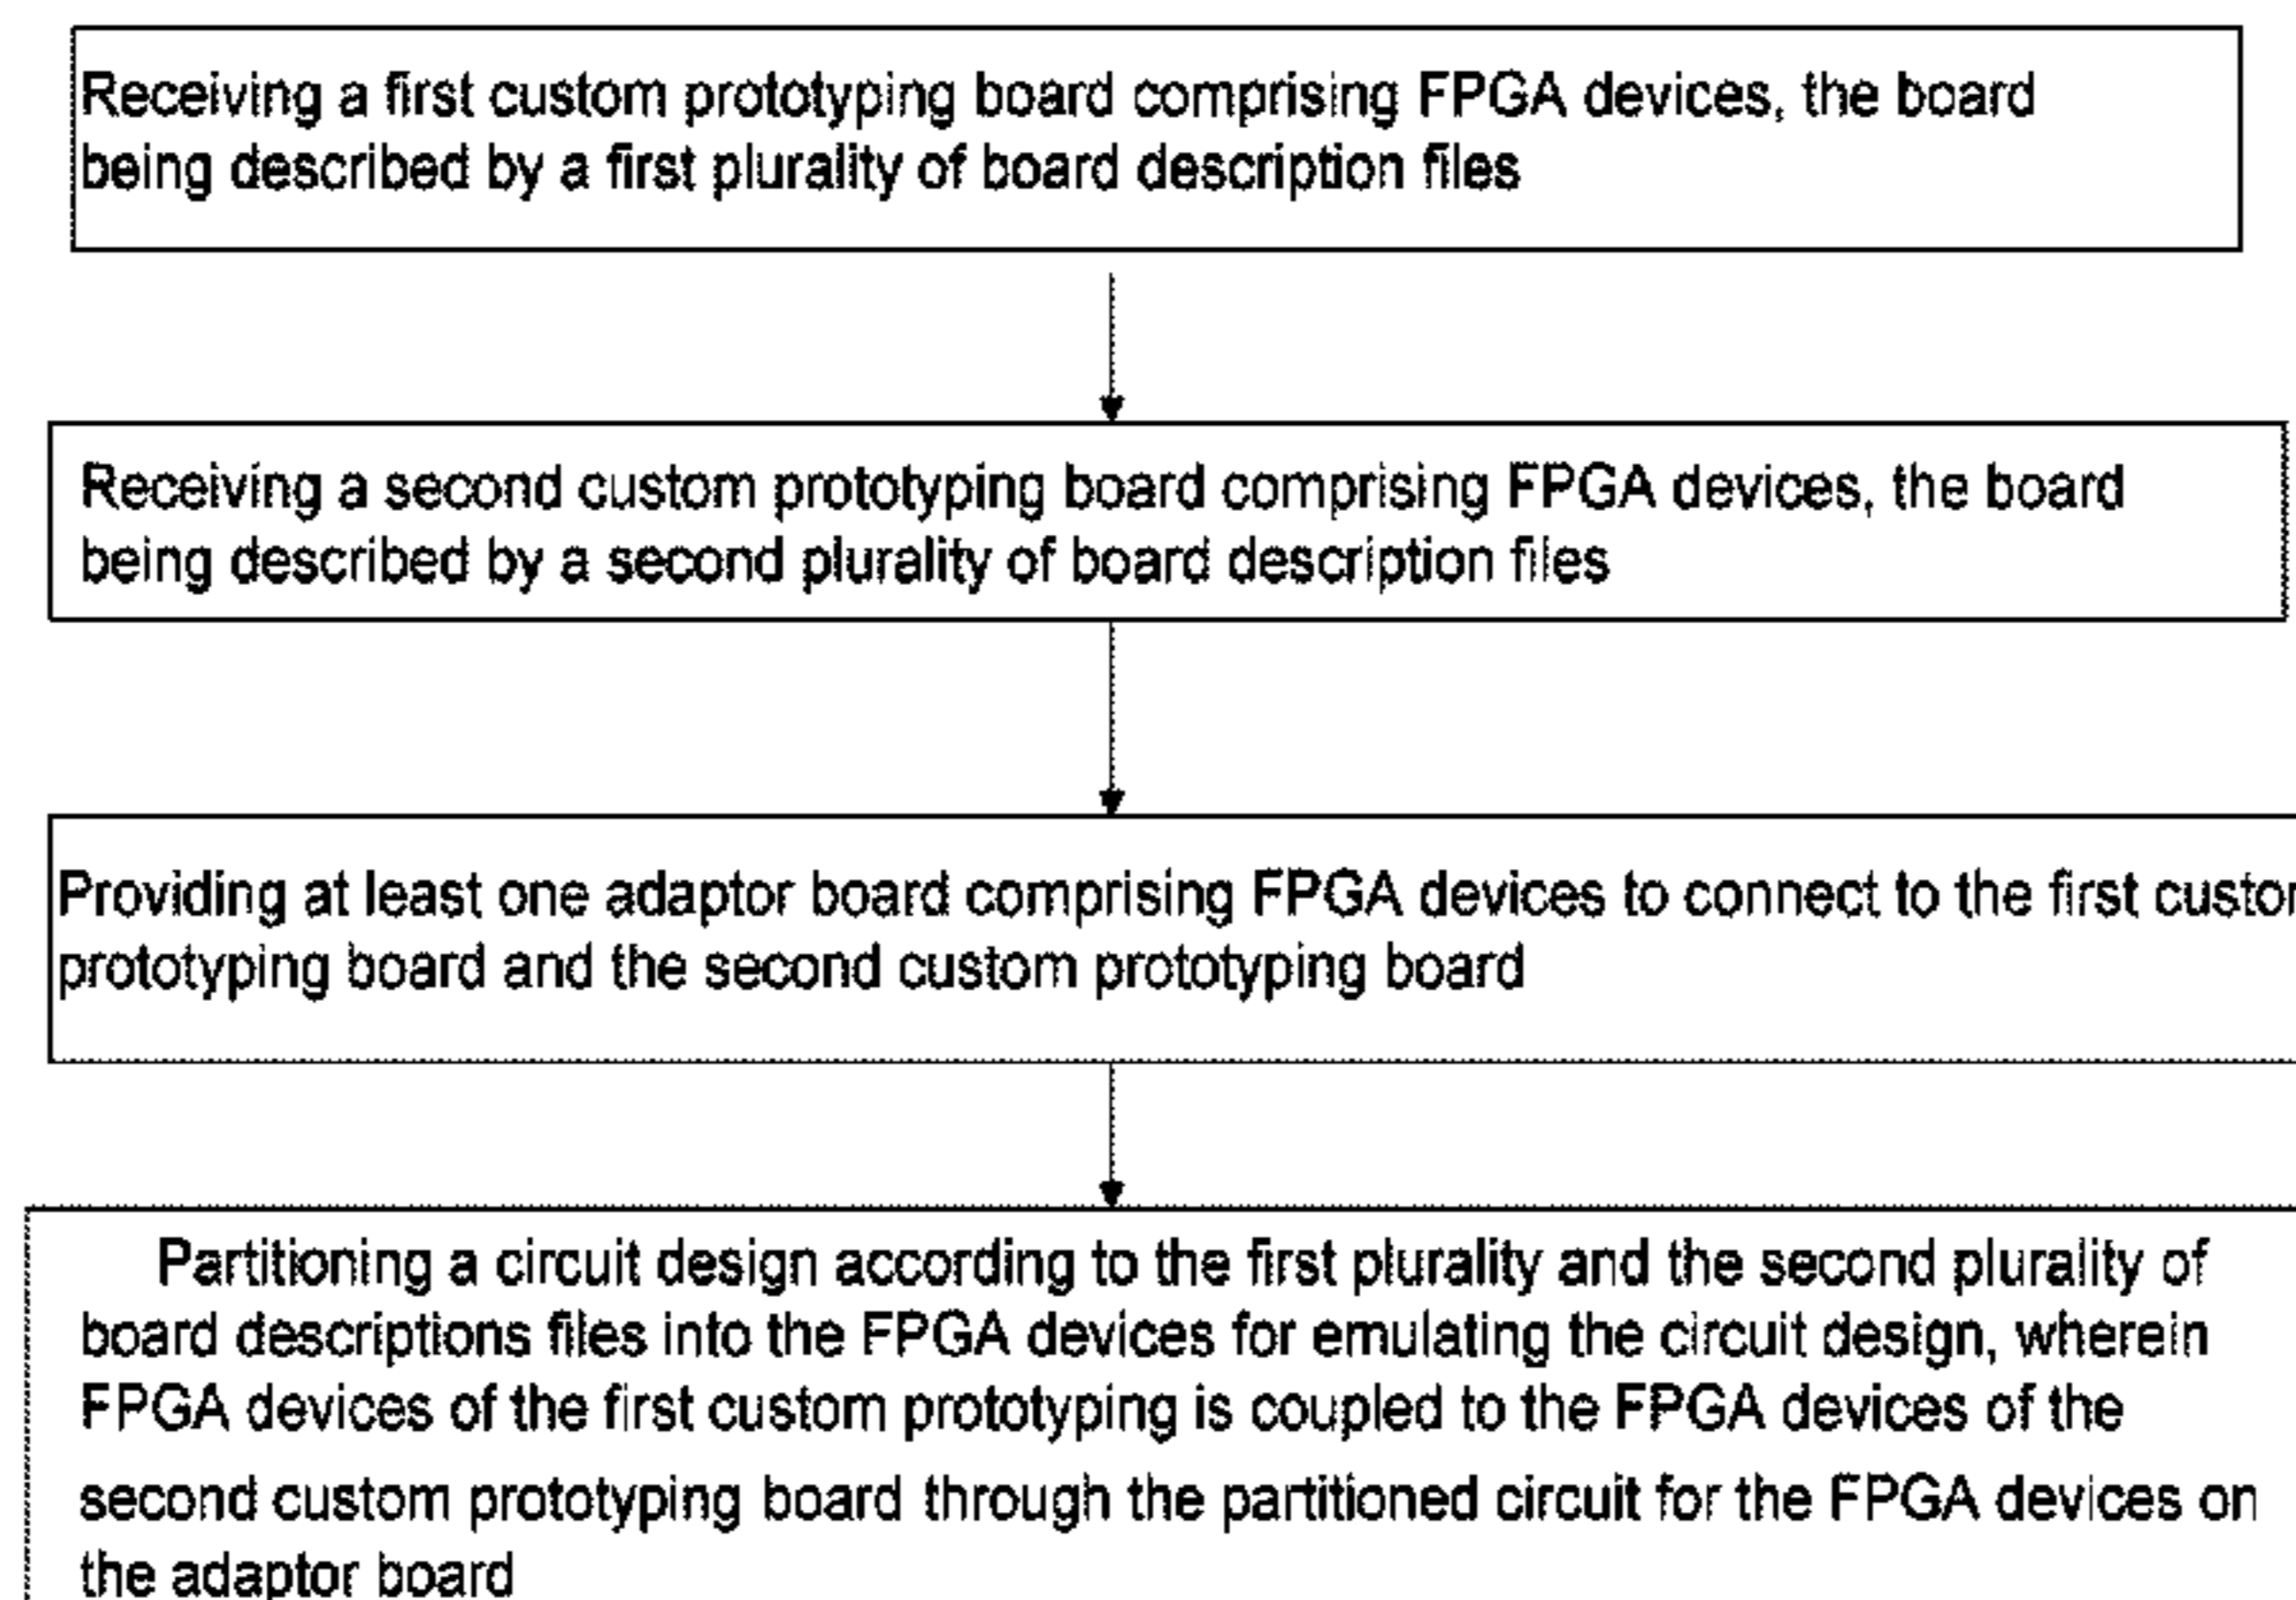 Receiving a first custom prototyping board comprising FPGA devices, the board
being described by a first plurality of board description files
Receiving a second custom prototyping board comprising FPGA devices, the board
being described by a second plurality of board description files
Providing at least one adaptor board comprising FPGA devices to connect to the first
prototyping board and the second custom prototyping board
Partitioning a circuit design according to the first plurality and the second plurality of
board descriptions files into the FPGA devices for emulating the circuit design, wherein
FPGA devices of the first custom prototyping is coupled to the FPGA devices of the
second custom prototyping board through the partitioned circuit for the FPGA devices on
the adaptor board